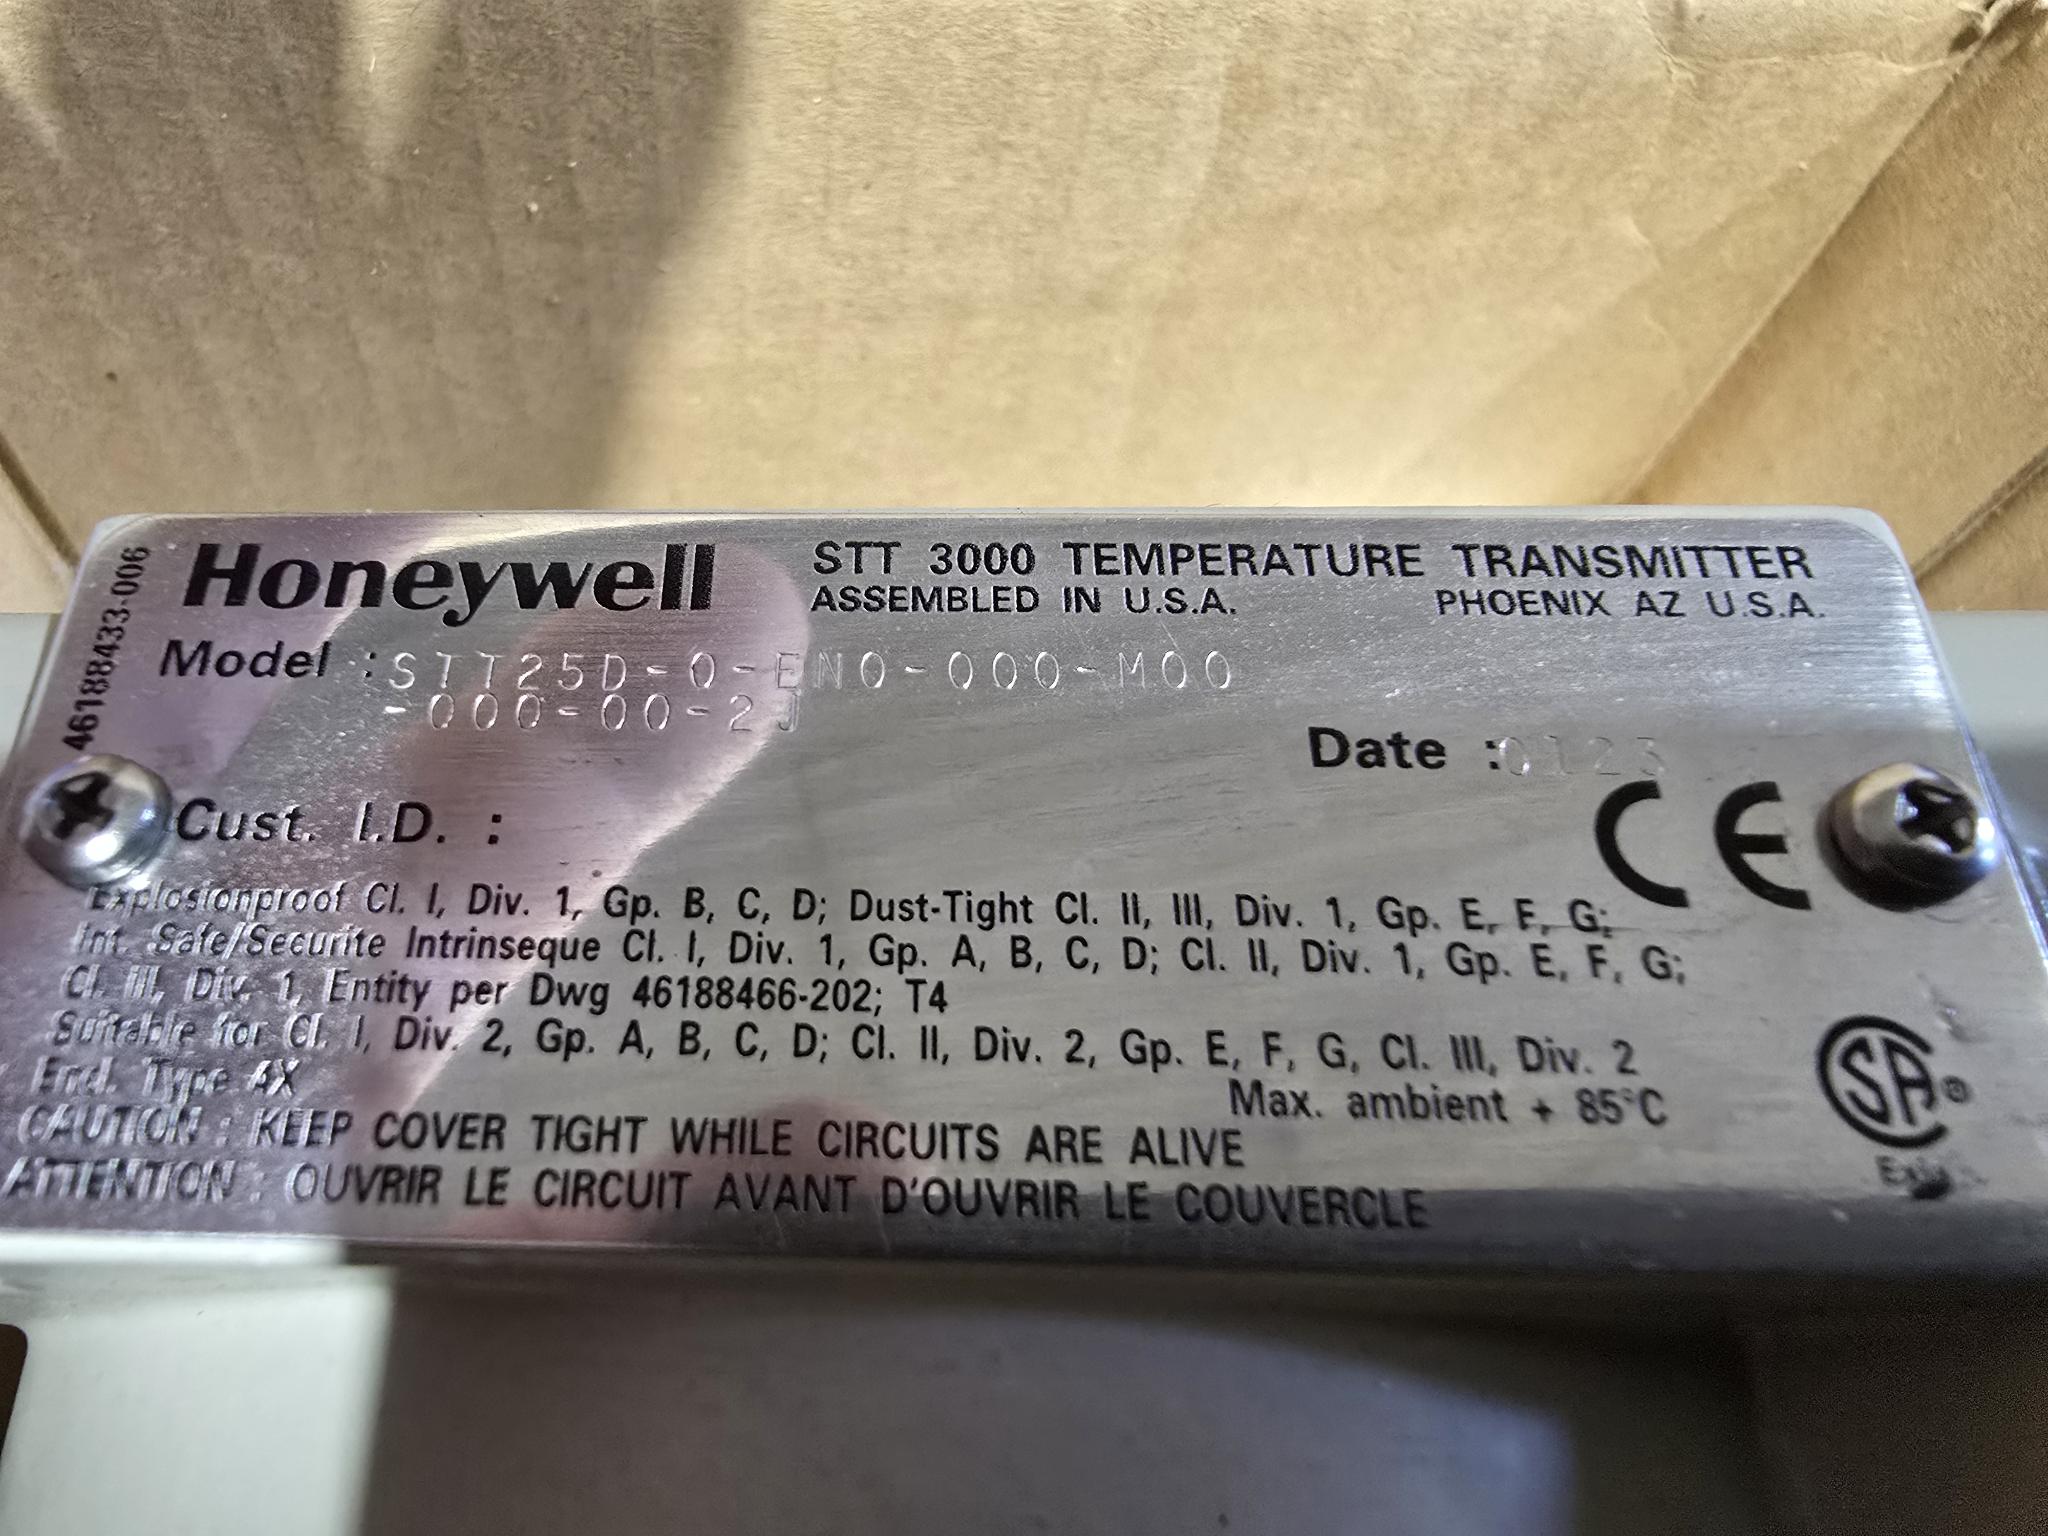 46188433-006
Honeywell
STT 3000 TEMPERATURE TRANSMITTER
ASSEMBLED IN U.S.A. PHOENIX AZ U.S.A.
Model : STT25D-0-EN0-000-M00
-000-00-2J
Date :0123
Cust. I.D. :
CE
Explosionproof Cl. I, Div. 1, Gp. B, C, D; Dust-Tight Cl. II, III, Div. 1, Gp. E, F, G;
Int. Safe/Securite Intrinseque Cl. I, Div. 1, Gp. A, B, C, D; Cl. II, Div. 1, Gp. E, F, G;
Cl. III, Div. 1, Entity per Dwg 46188466-202; T4
Suitable for Cl. I, Div. 2, Gp. A, B, C, D; Cl. II, Div. 2, Gp. E, F, G, Cl. III, Div. 2
Encl. Type 4X
Max. ambient + 85°C
CAUTION : KEEP COVER TIGHT WHILE CIRCUITS ARE ALIVE
ATTENTION : OUVRIR LE CIRCUIT AVANT D'OUVRIR LE COUVERCLE
SA®